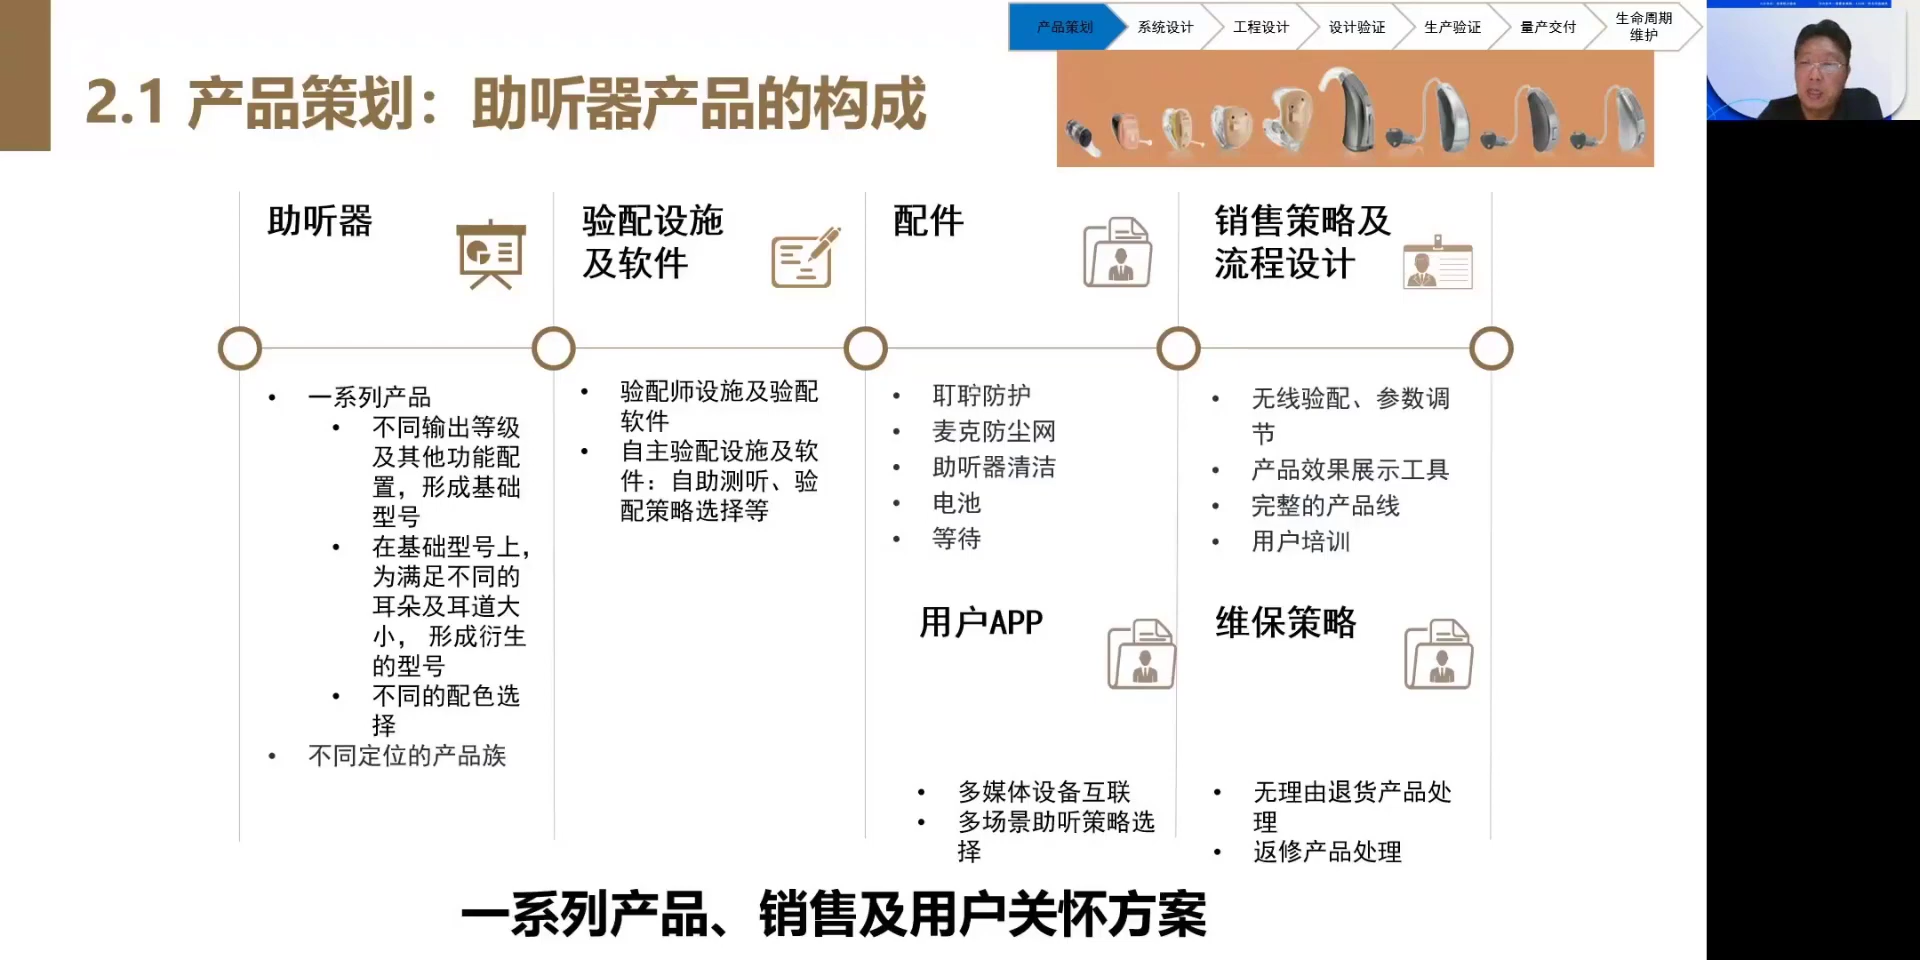 产品策划
系统设计
工程设计
设计验证
生产验证
量产交付
生命周期
维护
2.1 产品策划：助听器产品的构成
助听器
验配设施
及软件
配件
销售策略及
流程设计
• 一系列产品
• 不同输出等级
及其他功能配
置，形成基础
型号
• 在基础型号上，
为满足不同的
耳朵及耳道大
小， 形成衍生
的型号
• 不同的配色选
择
• 不同定位的产品族
• 验配师设施及验配
软件
• 自主验配设施及软
件：自助测听、验
配策略选择等
• 耵聍防护
• 麦克防尘网
• 助听器清洁
• 电池
• 等待
用户APP
• 多媒体设备互联
• 多场景助听策略选
择
• 无线验配、参数调
节
• 产品效果展示工具
• 完整的产品线
• 用户培训
维保策略
• 无理由退货产品处
理
• 返修产品处理
一系列产品、销售及用户关怀方案